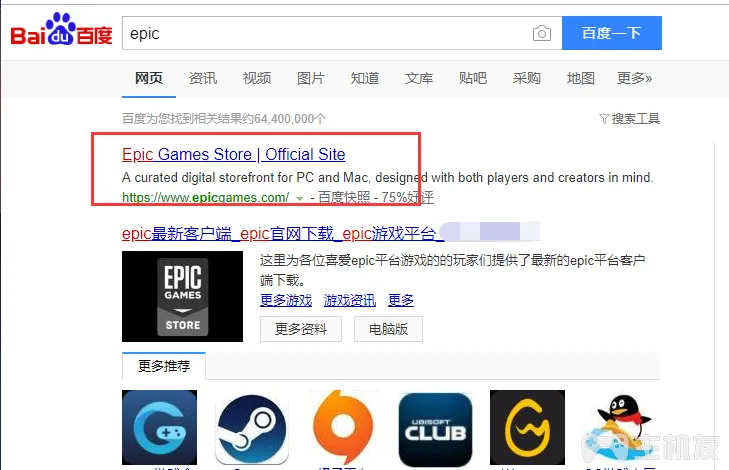 Bai du 百度
epic
百度一下
网页 资讯 视频 图片 知道 文库 贴吧 采购 地图 更多»
百度为您找到相关结果约64,400,000个
搜索工具
Epic Games Store | Official Site
A curated digital storefront for PC and Mac, designed with both players and creators in mind.
https://www.epicgames.com/ - 百度快照 - 75%好评
epic最新客户端_epic官网下载_epic游戏平台_
EPIC
GAMES
STORE
这里为各位喜爱epic平台游戏的的玩家们提供了最新的epic平台客户
端下载。
更多游戏 游戏资讯 更多
更多资料 电脑版
更多推荐
UBISOFT
CLUB
主机友